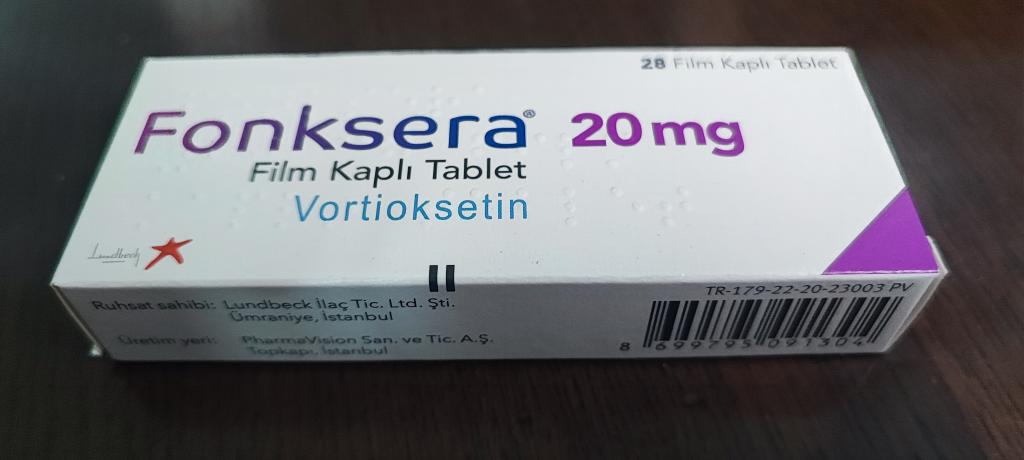 28 Film Kaplı Tablet
Fonksera® 20 mg
Film Kaplı Tablet
Vortioksetin
Lundbeck
Ruhsat sahibi: Lundbeck İlaç Tic. Ltd. Şti.
Ümraniye, İstanbul
Üretim yeri: PharmaVision San. ve Tic. A.Ş.
Topkapı, İstanbul
TR-179-22-20-23003 PV
8 699795 091304